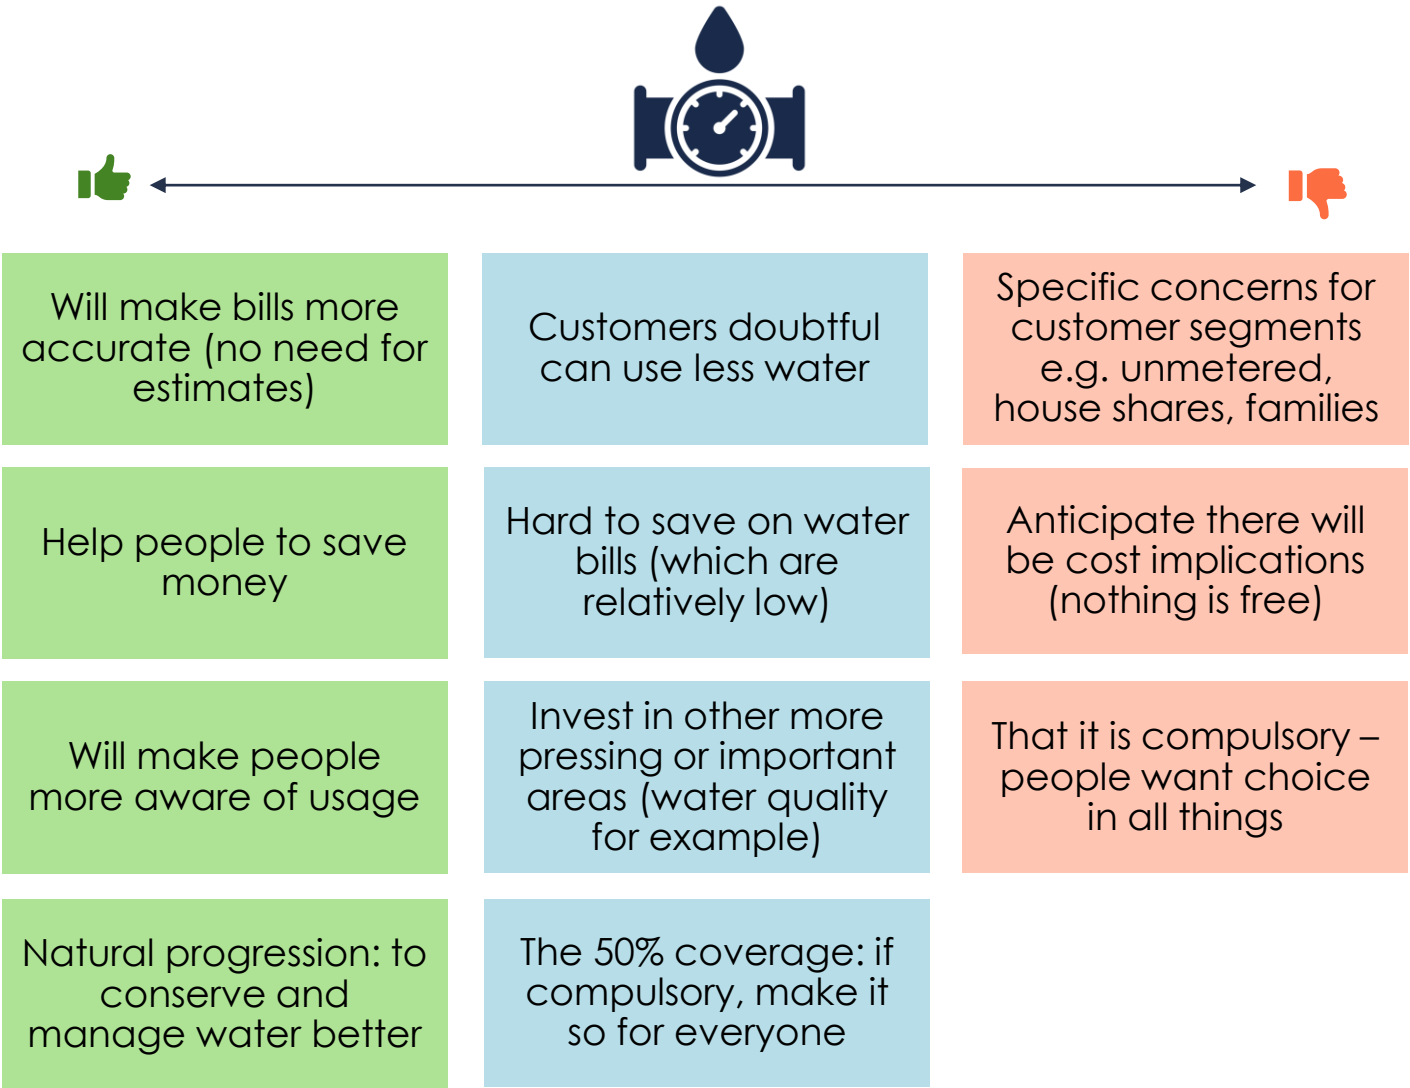 Will make bills more
accurate (no need for
estimates)
Customers doubtful
can use less water
Specific concerns for
customer segments
e.g. unmetered,
house shares, families
Help people to save
money
Hard to save on water
bills (which are
relatively low)
Anticipate there will
be cost implications
(nothing is free)
Will make people
more aware of usage
Invest in other more
pressing or important
areas (water quality
for example)
That it is compulsory –
people want choice
in all things
Natural progression: to
conserve and
manage water better
The 50% coverage: if
compulsory, make it
so for everyone